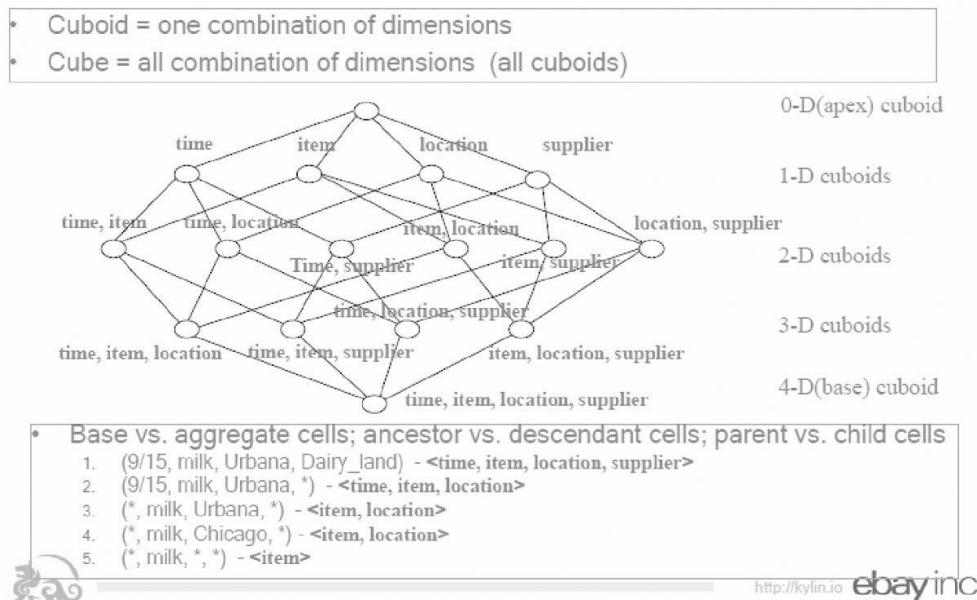 • Cuboid = one combination of dimensions
• Cube = all combination of dimensions (all cuboids)
0-D(apex) cuboid
time item location supplier
1-D cuboids
time, item time, location item, location location, supplier
2-D cuboids
Time, supplier item, supplier
time, location, supplier
3-D cuboids
time, item, location time, item, supplier item, location, supplier
4-D(base) cuboid
time, item, location, supplier
• Base vs. aggregate cells; ancestor vs. descendant cells; parent vs. child cells
1. (9/15, milk, Urbana, Dairy_land) - <time, item, location, supplier>
2. (9/15, milk, Urbana, *) - <time, item, location>
3. (*, milk, Urbana, *) - <item, location>
4. (*, milk, Chicago, *) - <item, location>
5. (*, milk, *, *) - <item>
http://kylin.io ebay inc